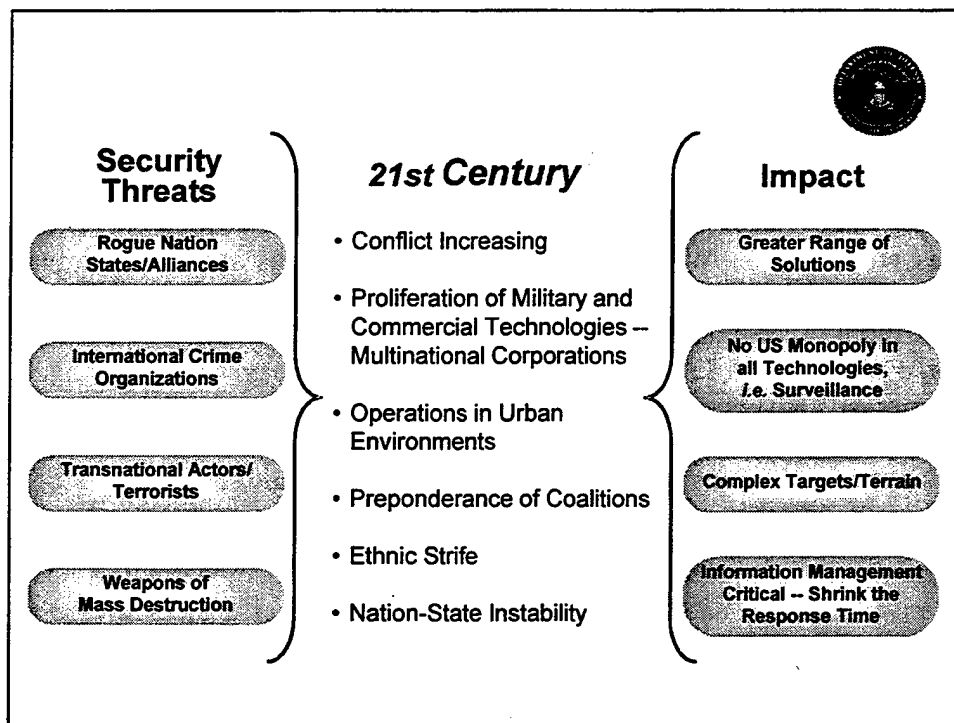 Security
Threats
Rogue Nation
States/Alliances
International Crime
Organizations
Transnational Actors/
Terrorists
Weapons of
Mass Destruction
21st Century
• Conflict Increasing
• Proliferation of Military and
Commercial Technologies --
Multinational Corporations
• Operations in Urban
Environments
• Preponderance of Coalitions
• Ethnic Strife
• Nation-State Instability
Impact
Greater Range of
Solutions
No US Monopoly in
all Technologies,
i.e. Surveillance
Complex Targets/Terrain
Information Management
Critical -- Shrink the
Response Time